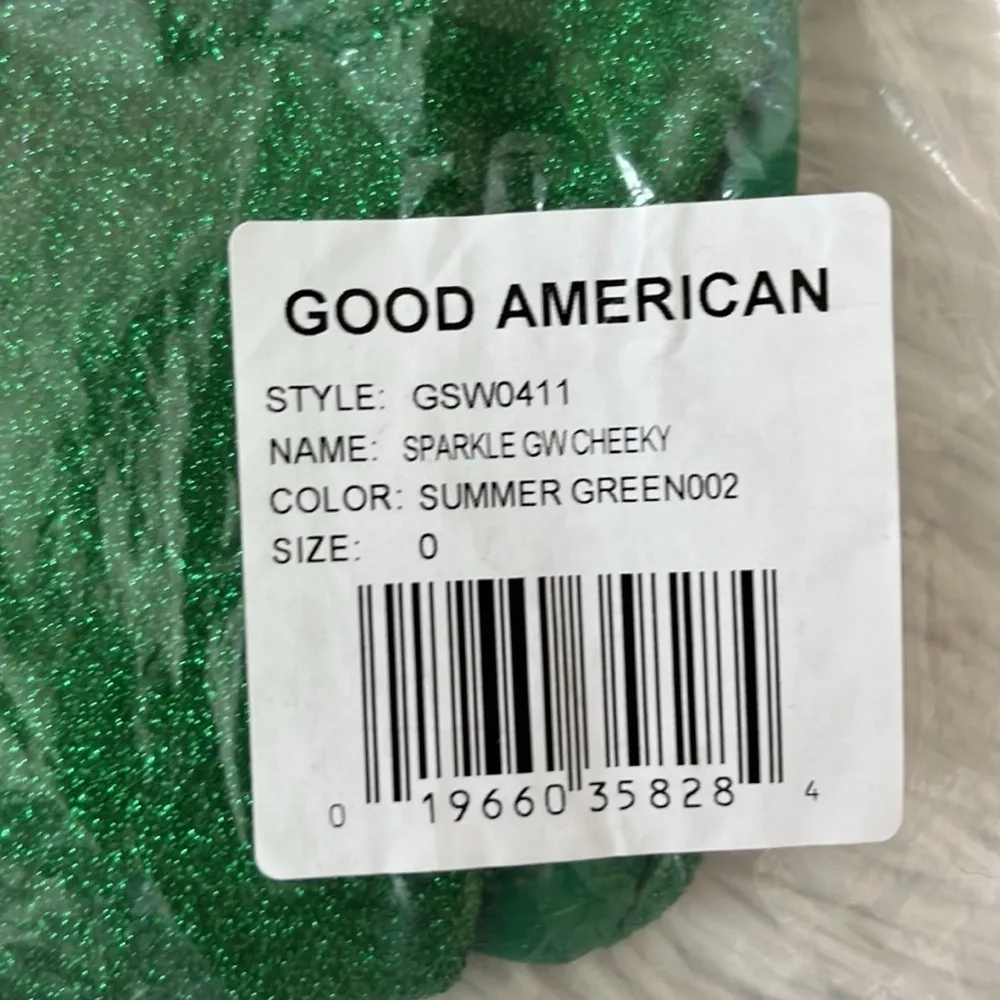 GOOD AMERICAN
STYLE: GSW0411
NAME: SPARKLE GW CHEEKY
COLOR: SUMMER GREEN002
SIZE: 0
0 19660 35828 4